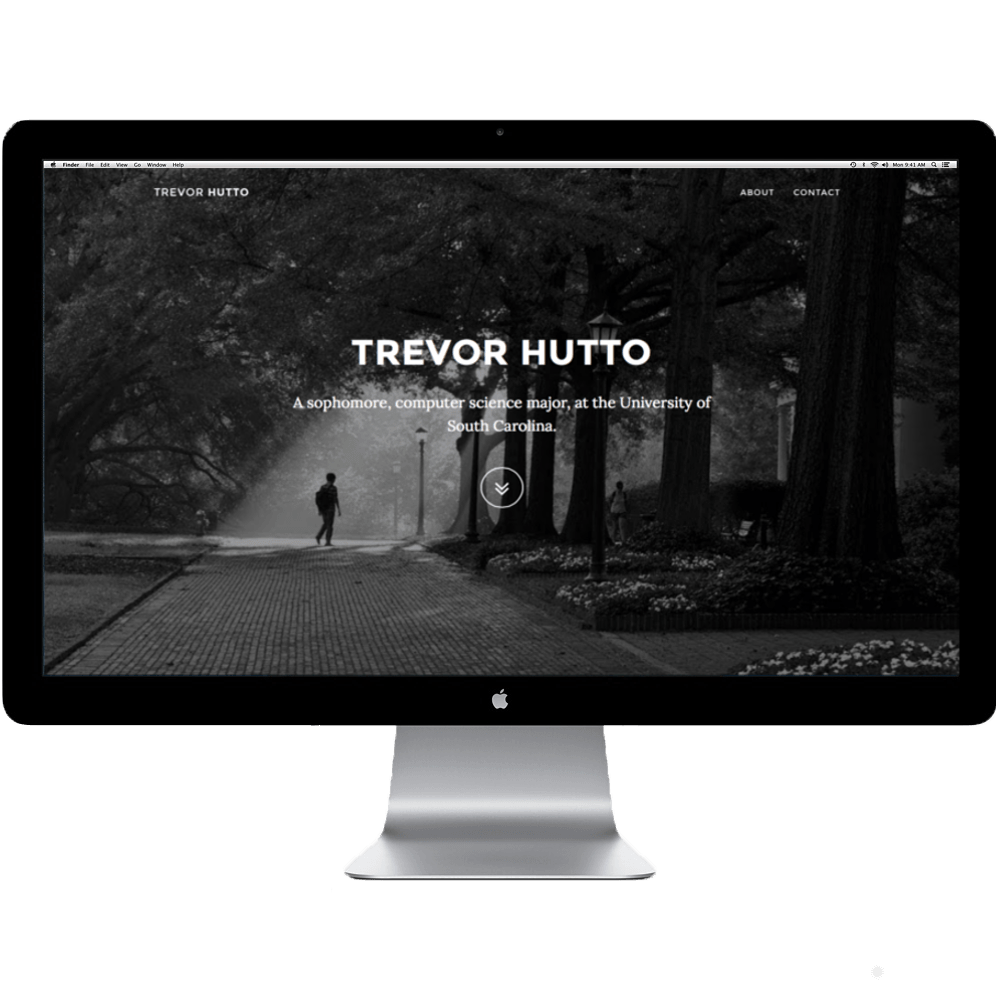 Finder File Edit View Go Window Help Mon 9:41 AM
TREVOR HUTTO ABOUT CONTACT
TREVOR HUTTO
A sophomore, computer science major, at the University of
South Carolina.